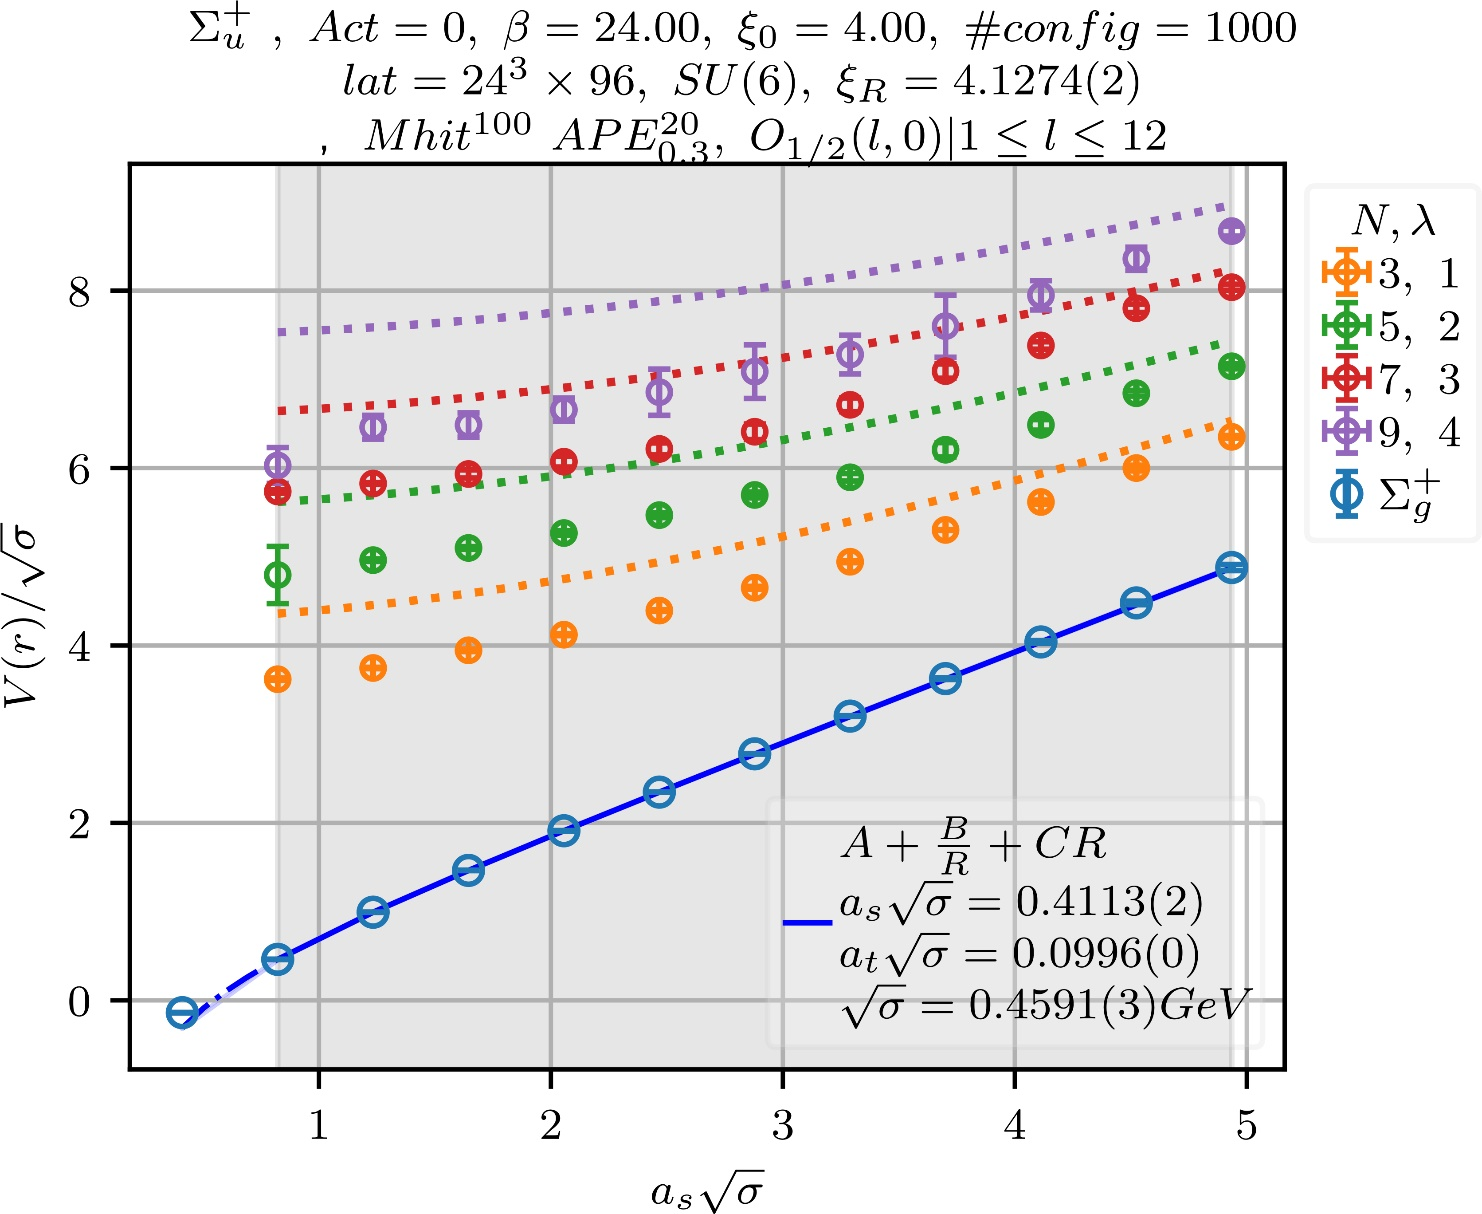 Σ_u^+ , Act = 0, β = 24.00, ξ_0 = 4.00, #config = 1000
lat = 24^3 × 96, SU(6), ξ_R = 4.1274(2)
, Mhit^100 APE_0.3^20, O_1/2(l, 0)|1 ≤ l ≤ 12
N, λ
3, 1
5, 2
7, 3
9, 4
Σ_g^+
V(r)/√σ
8
6
4
2
0
A + B/R + CR
a_s√σ = 0.4113(2)
a_t√σ = 0.0996(0)
√σ = 0.4591(3)GeV
1 2 3 4 5
a_s√σ